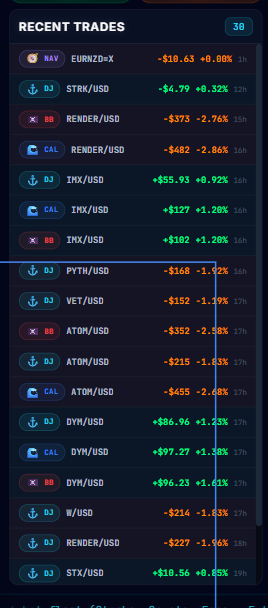 RECENT TRADES 30
NAV EURNZD=X -$10.63 +0.00% 1h
DJ STRK/USD -$4.79 +0.32% 12h
BB RENDER/USD -$373 -2.76% 15h
CAL RENDER/USD -$482 -2.86% 16h
DJ IMX/USD +$55.93 +0.92% 16h
CAL IMX/USD +$127 +1.20% 16h
BB IMX/USD +$102 +1.20% 16h
DJ PYTH/USD -$168 -1.92% 16h
DJ VET/USD -$152 -1.19% 17h
BB ATOM/USD -$352 -2.58% 17h
DJ ATOM/USD -$215 -1.83% 17h
CAL ATOM/USD -$455 -2.68% 17h
DJ DYM/USD +$86.96 +1.23% 17h
CAL DYM/USD +$97.27 +1.38% 17h
BB DYM/USD +$96.23 +1.61% 17h
DJ W/USD -$214 -1.83% 17h
DJ RENDER/USD -$227 -1.96% 18h
DJ STX/USD +$10.56 +0.85% 19h